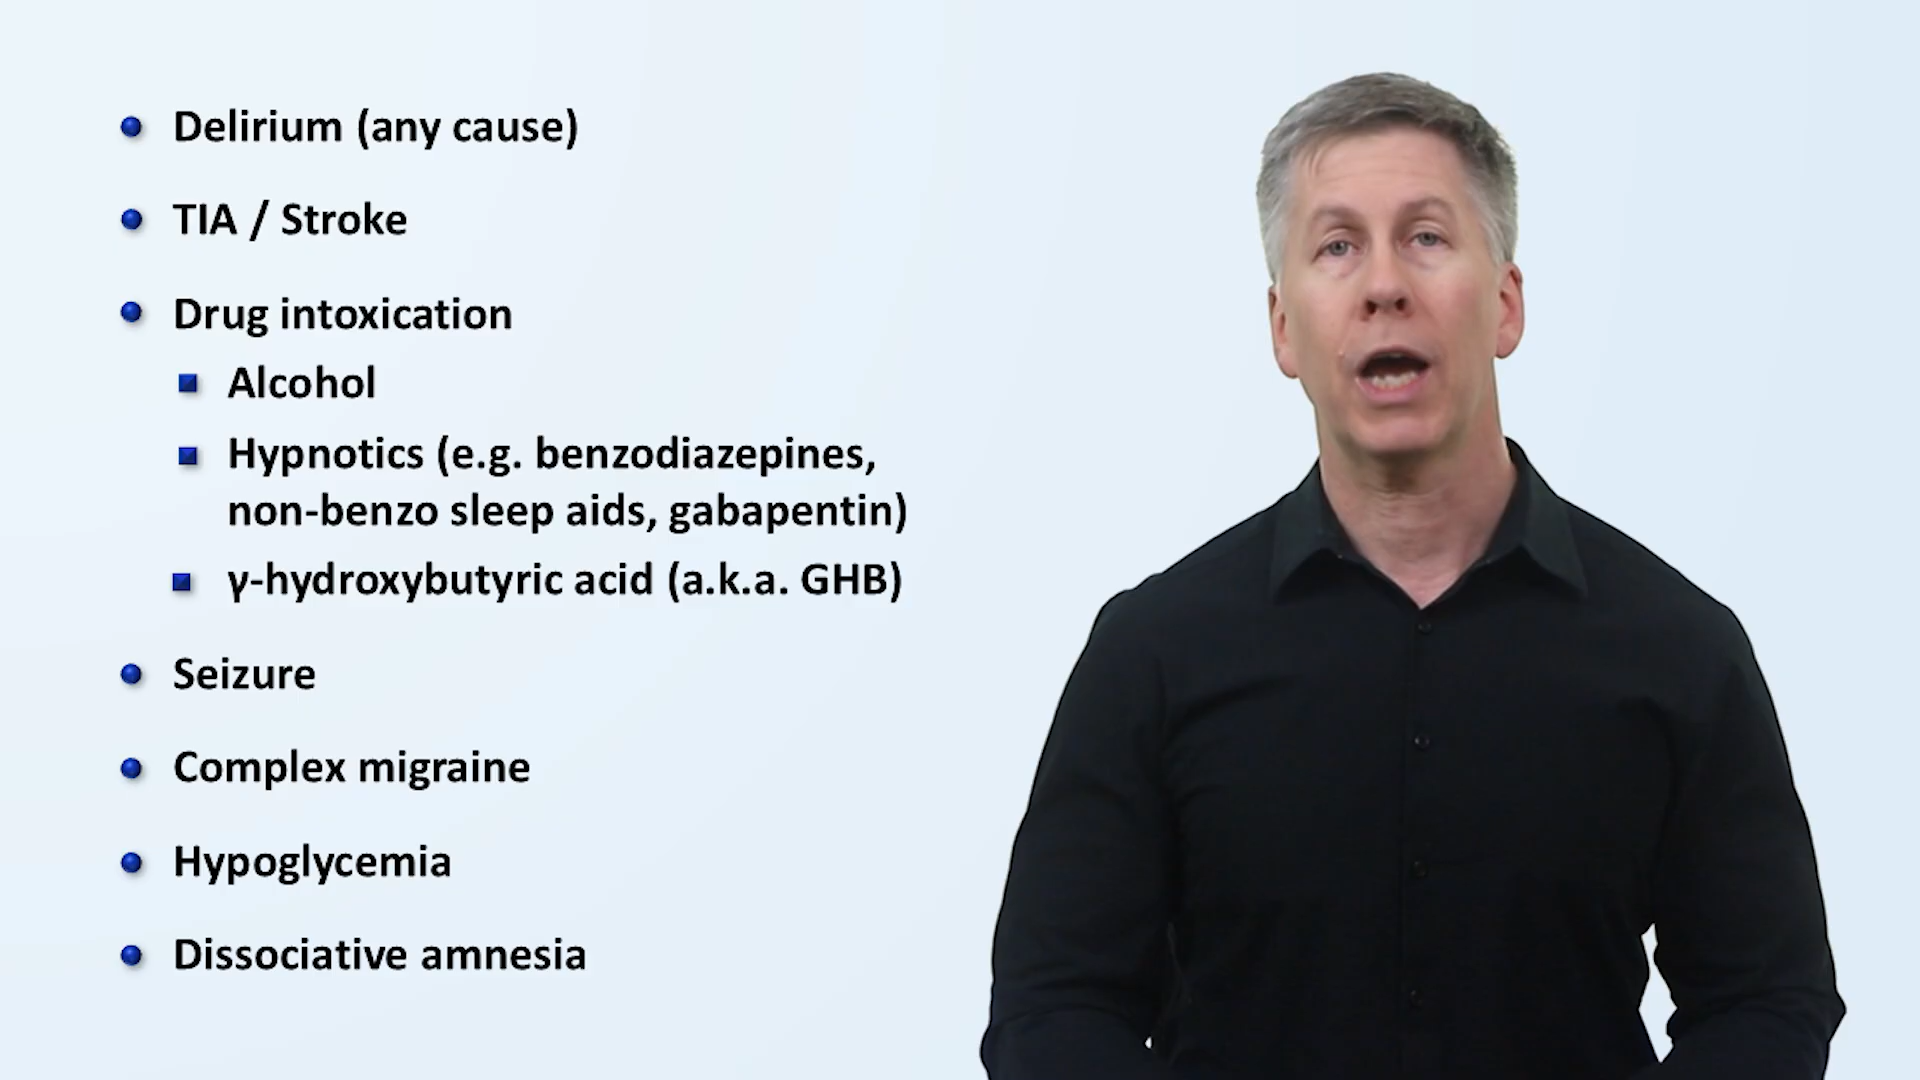 Delirium (any cause)
TIA / Stroke
Drug intoxication
Alcohol
Hypnotics (e.g. benzodiazepines,
non-benzo sleep aids, gabapentin)
γ-hydroxybutyric acid (a.k.a. GHB)
Seizure
Complex migraine
Hypoglycemia
Dissociative amnesia